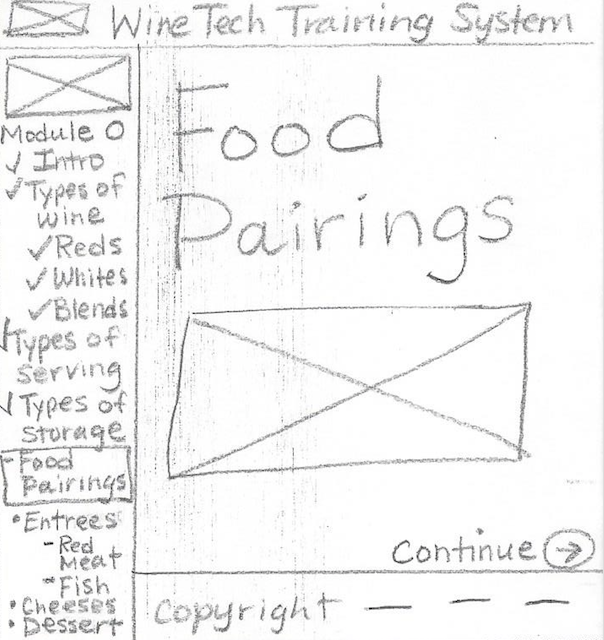 Wine Tech Training System
Module 0
✓ Intro
✓ Types of
wine
✓ Reds
✓ Whites
✓ Blends
✓ Types of
serving
✓ Types of
storage
- Food
Pairings
• Entrees
- Red
Meat
- Fish
• Cheeses
• Dessert
Food
Pairings
Continue →
Copyright — — —